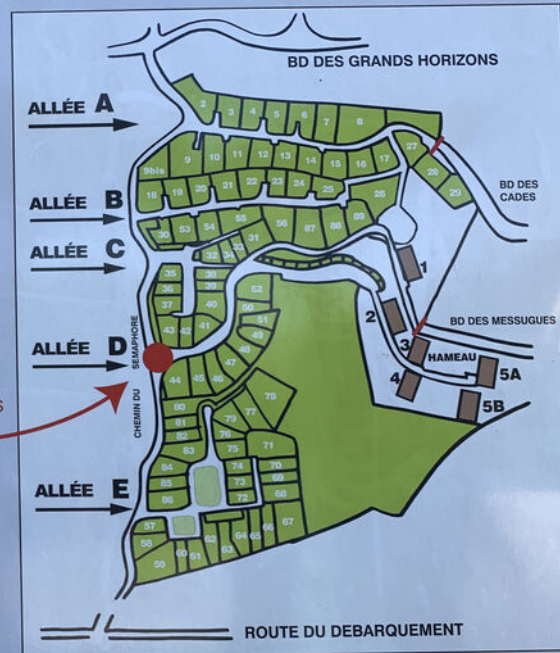 BD DES GRANDS HORIZONS
ALLÉE A
2 3 4 5 6 7 8
27
28
29
9bis 9 10 11 12 13 14 15 16 17
BD DES
CADES
18 19 20 21 22 23 24 25 26
ALLÉE B
30 53 54 55 56 87 88 89
ALLÉE C
32 34 33 31
1
35 38
36 39
37 40
52
50
51
49
43 42 41
2
BD DES MESSUGUES
3
HAMEAU
4
5A
5B
ALLÉE D
CHEMIN DU SEMAPHORE
44 45 46 47 48
S
80
81
82
83
79 77 78
76
75 71
84
85
86
74
73
72
70
69
68
ALLÉE E
57
58
59 60 61 62 63 64 65 66 67
ROUTE DU DEBARQUEMENT